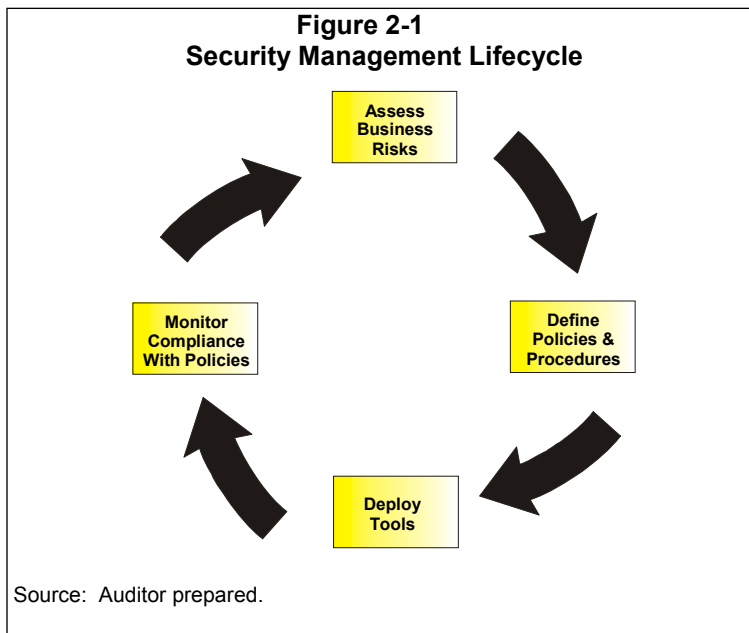 Figure 2-1
Security Management Lifecycle
Assess
Business
Risks
Define
Policies &
Procedures
Deploy
Tools
Monitor
Compliance
With Policies
Source: Auditor prepared.